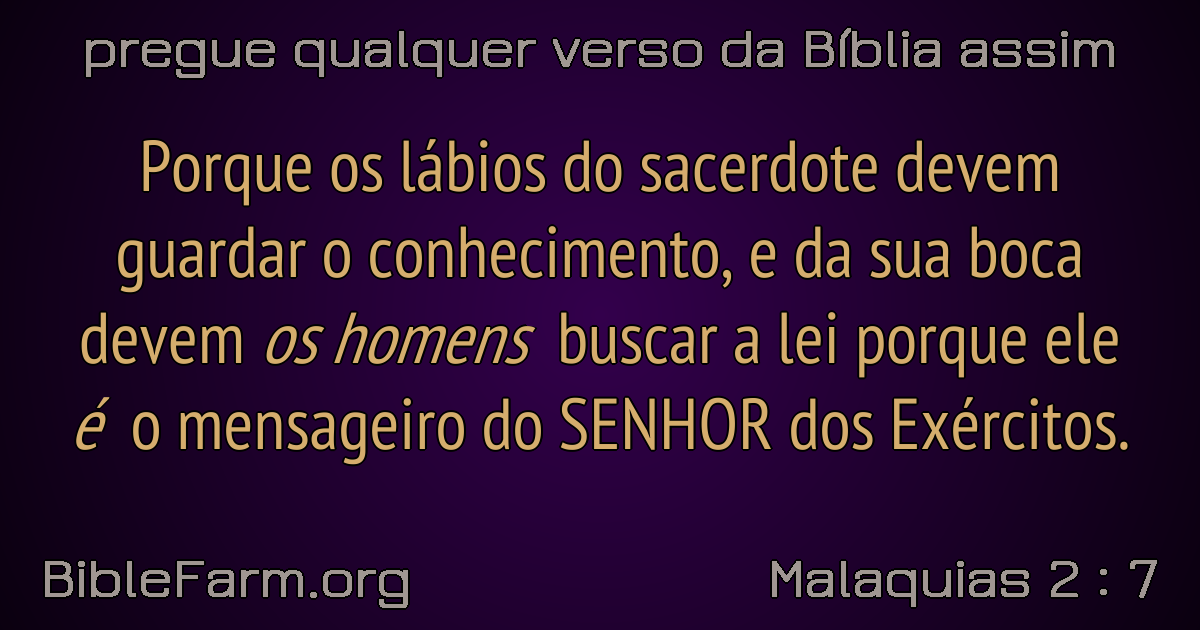 pregue qualquer verso da Bíblia assim
Porque os lábios do sacerdote devem
guardar o conhecimento, e da sua boca
devem os homens buscar a lei porque ele
é o mensageiro do SENHOR dos Exércitos.
BibleFarm.org
Malaquias 2 : 7